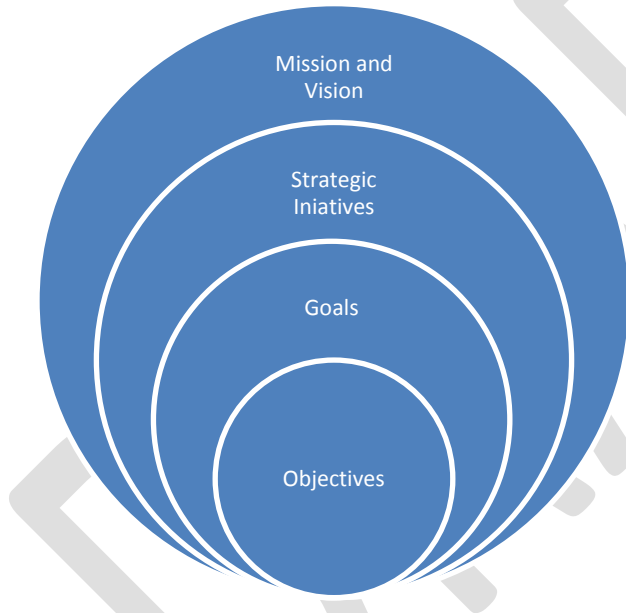 Mission and
Vision
Strategic
Iniatives
Goals
Objectives